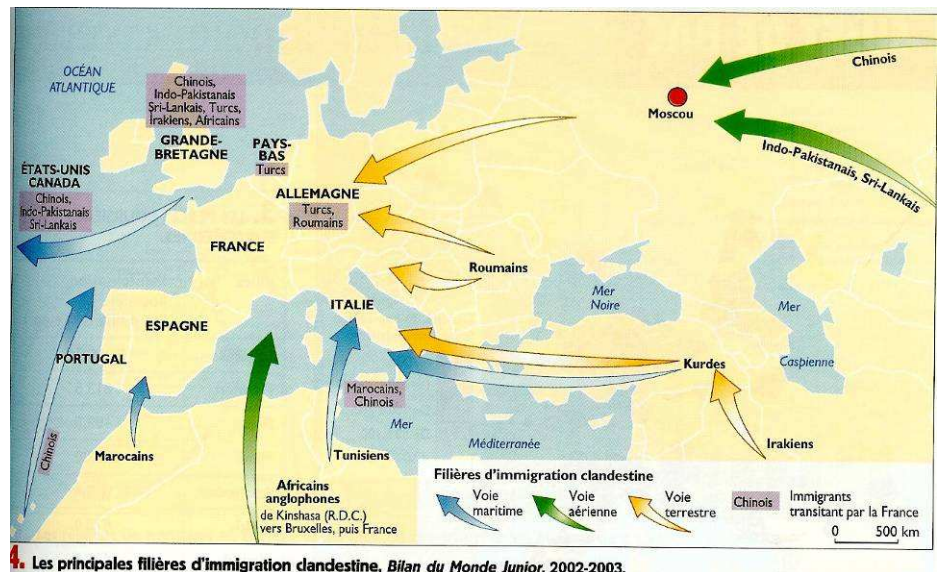 OCÉAN
ATLANTIQUE
Chinois,
Indo-Pakistanais
Sri-Lankais, Turcs,
Irakiens, Africains
GRANDE-
BRETAGNE
PAYS-
BAS
Turcs
ÉTATS-UNIS
CANADA
Chinois,
Indo-Pakistanais
Sri-Lankais
ALLEMAGNE
Turcs,
Roumains
Moscou
Chinois
Indo-Pakistanais, Sri-Lankais
FRANCE
Roumains
Mer
Noire
Mer
Caspienne
ITALIE
ESPAGNE
PORTUGAL
Kurdes
Marocains,
Chinois
Chinois
Marocains
Mer
Méditerranée
Tunisiens
Irakiens
Africains
anglophones
de Kinshasa (R.D.C.)
vers Bruxelles, puis France
Filières d'immigration clandestine
Voie
maritime
Voie
aérienne
Voie
terrestre
Chinois
Immigrants
transitant par la France
0 500 km
4. Les principales filières d'immigration clandestine, Bilan du Monde Junior, 2002-2003.